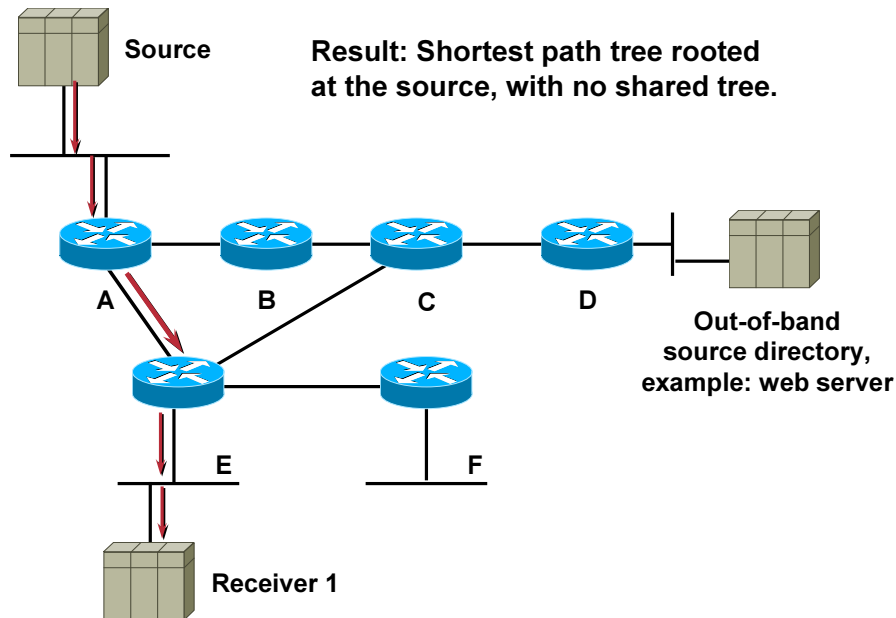 Source
Result: Shortest path tree rooted
at the source, with no shared tree.
A
B
C
D
Out-of-band
source directory,
example: web server
E
F
Receiver 1